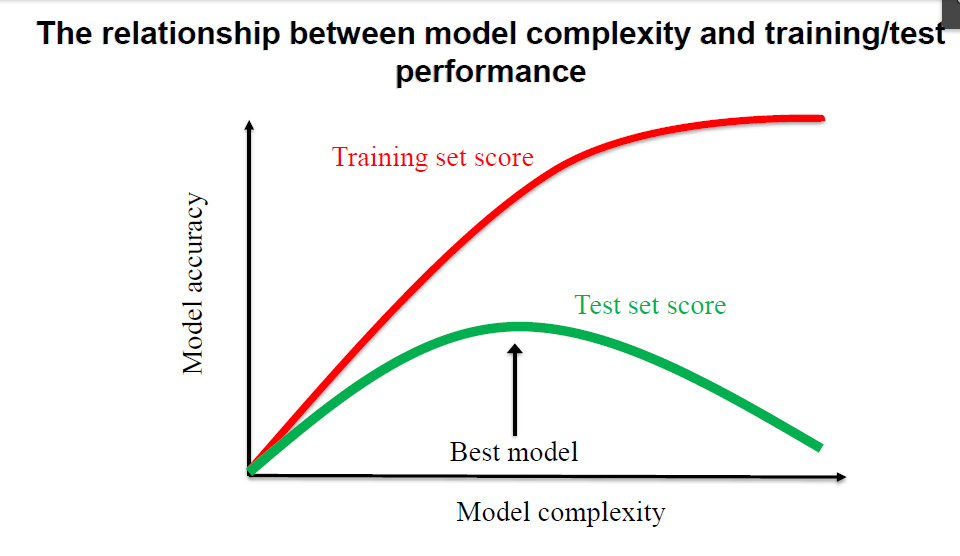 The relationship between model complexity and training/test
performance
Training set score
Model accuracy
Test set score
Best model
Model complexity